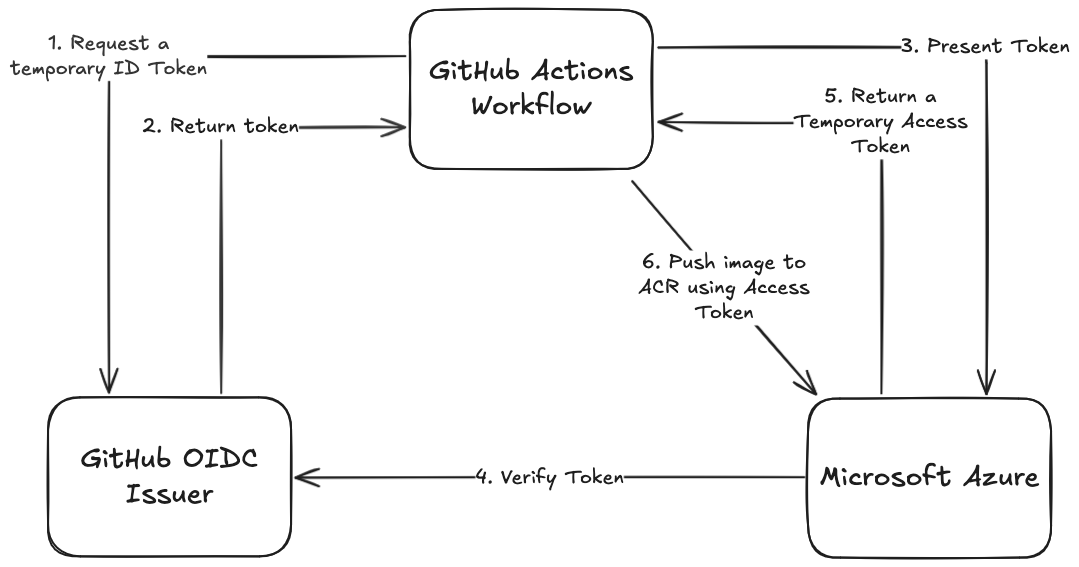 1. Request a
temporary ID Token
GitHub Actions
Workflow
3. Present Token
2. Return token
5. Return a
Temporary Access
Token
6. Push image to
ACR using Access
Token
GitHub OIDC
Issuer
4. Verify Token
Microsoft Azure